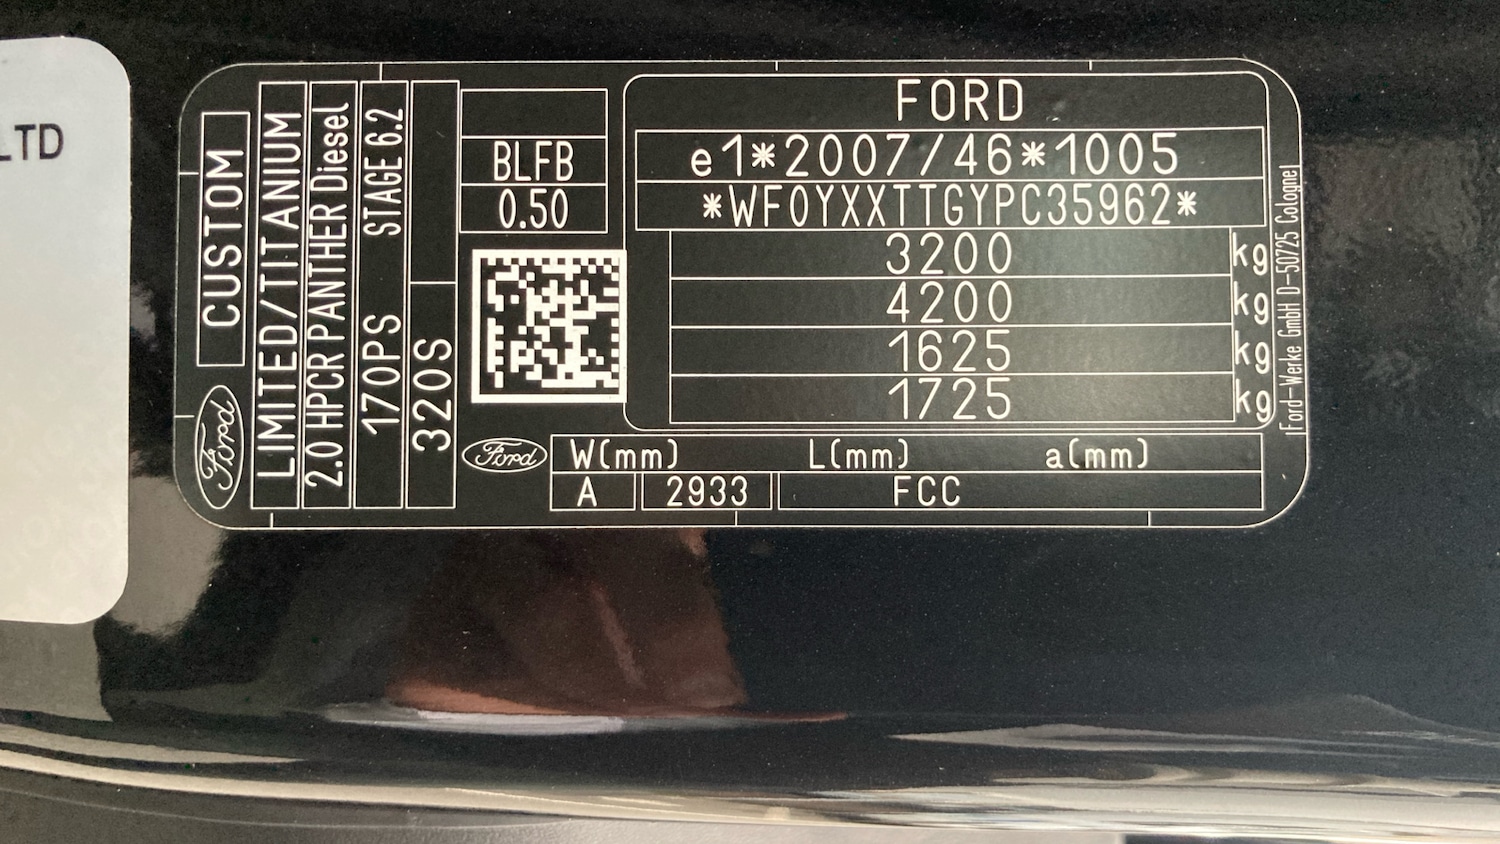 LTD
CUSTOM
Ford
LIMITED/TITANIUM
2.0 HPCR PANTHER Diesel
170PS STAGE 6.2
320S
BLFB
0.50
FORD
e1*2007/46*1005
*WF0YXXTTGYPC35962*
3200 kg
4200 kg
1625 kg
1725 kg
Ford-Werke GmbH D-50725 Cologne
Ford
W(mm) L(mm) a(mm)
A 2933 FCC